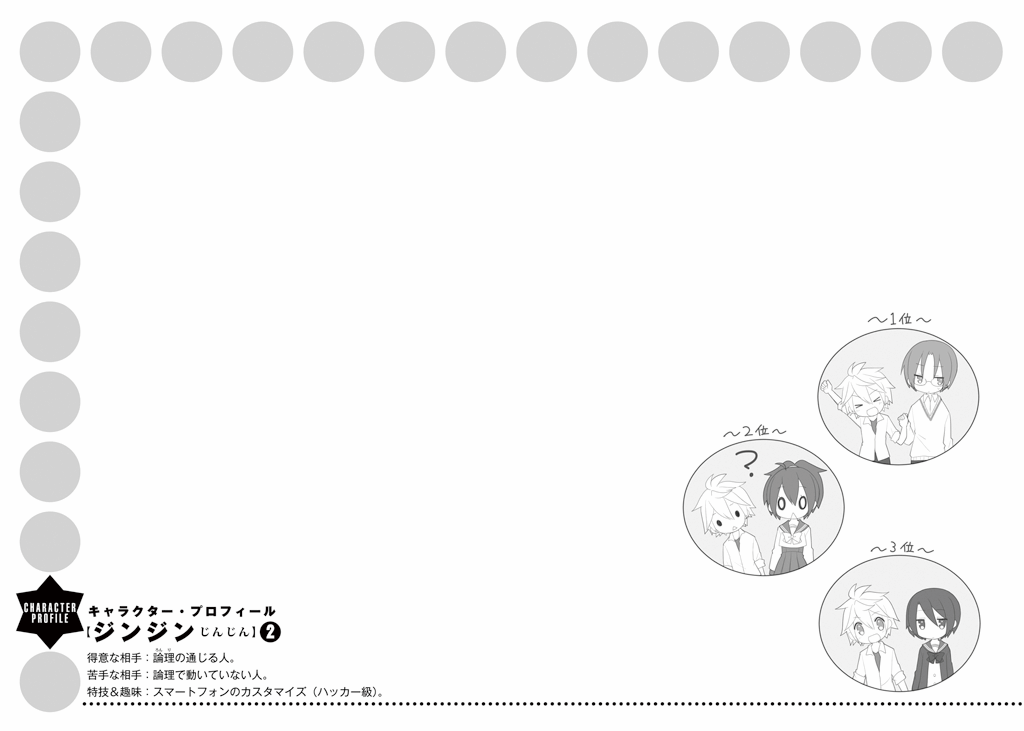 ～1位～
～2位～
？
～3位～
CHARACTER
PROFILE
キャラクター・プロフィール
【ジンジン じんじん】❷
得意な相手：論理の通じる人。
苦手な相手：論理で動いていない人。
特技＆趣味：スマートフォンのカスタマイズ（ハッカー級）。